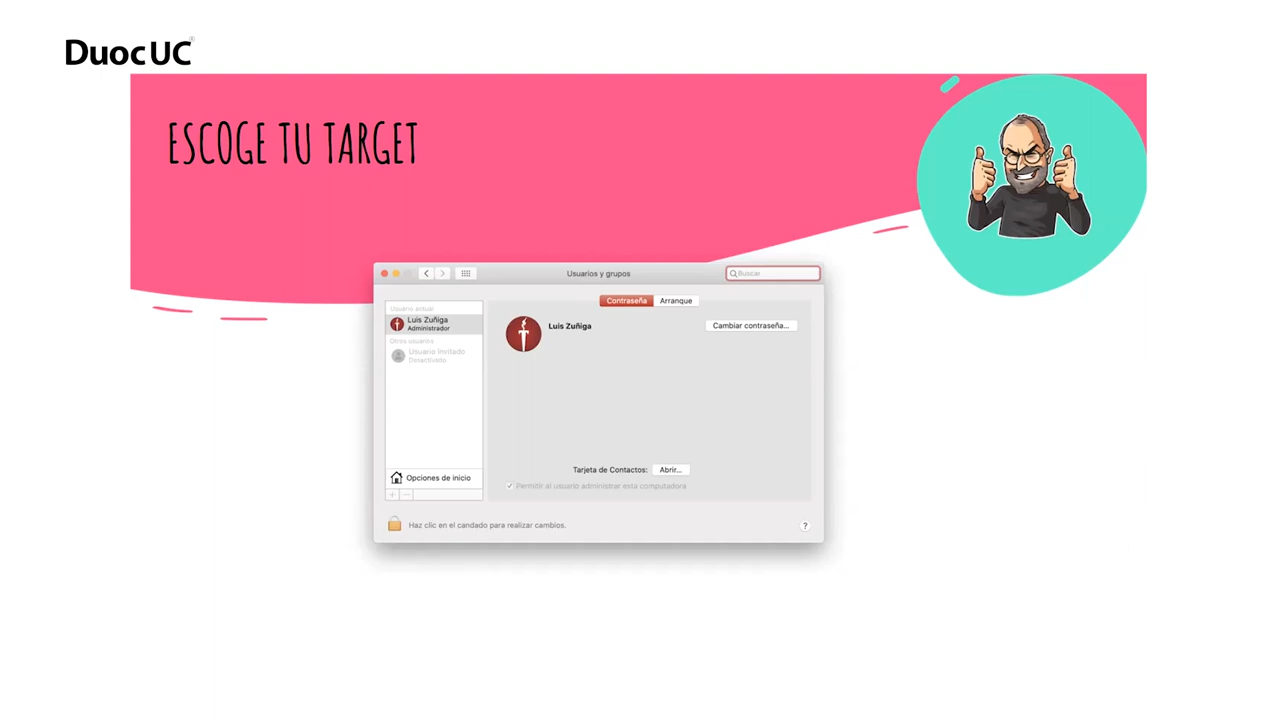 DuocUC®
ESCOGE TU TARGET
Usuarios y grupos
Buscar
Usuario actual
Luis Zuñiga
Administrador
Otros usuarios
Usuario invitado
Desactivado
Opciones de inicio
Contraseña
Arranque
Luis Zuñiga
Cambiar contraseña...
Tarjeta de Contactos:
Abrir...
Permitir al usuario administrar esta computadora
Haz clic en el candado para realizar cambios.
?